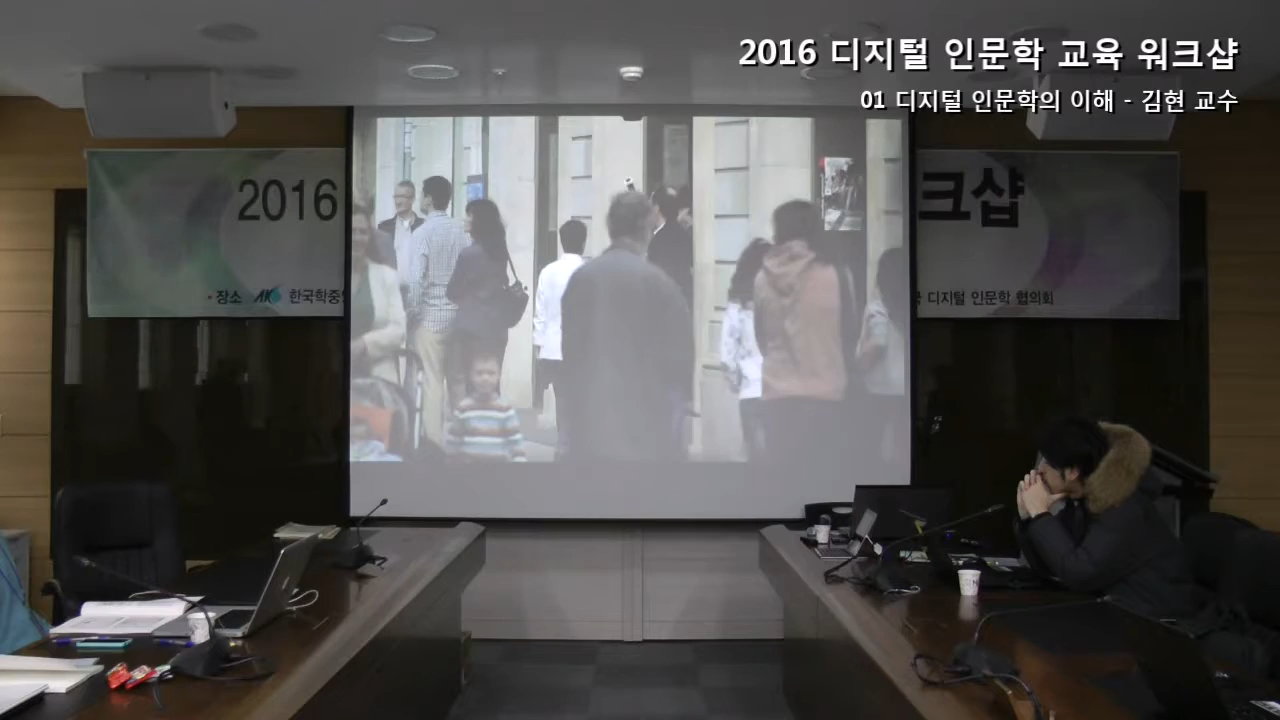 2016 디지털 인문학 교육 워크샵
01 디지털 인문학의 이해 - 김현 교수
2016
크샵
• 장소 AKS 한국학중앙
디지털 인문학 협의회